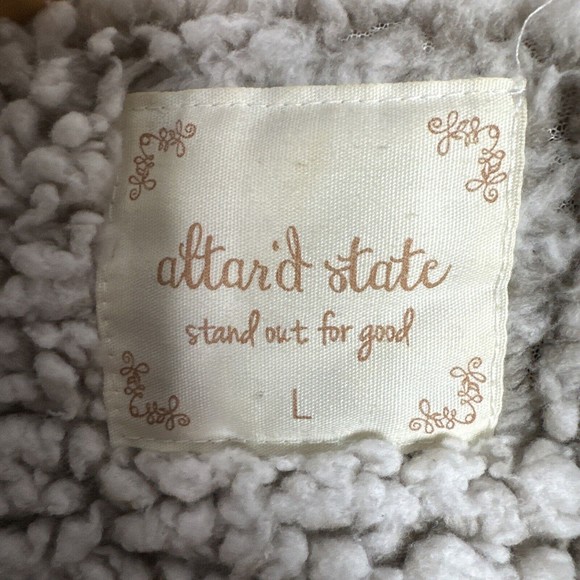 altar'd state
stand out for good
L